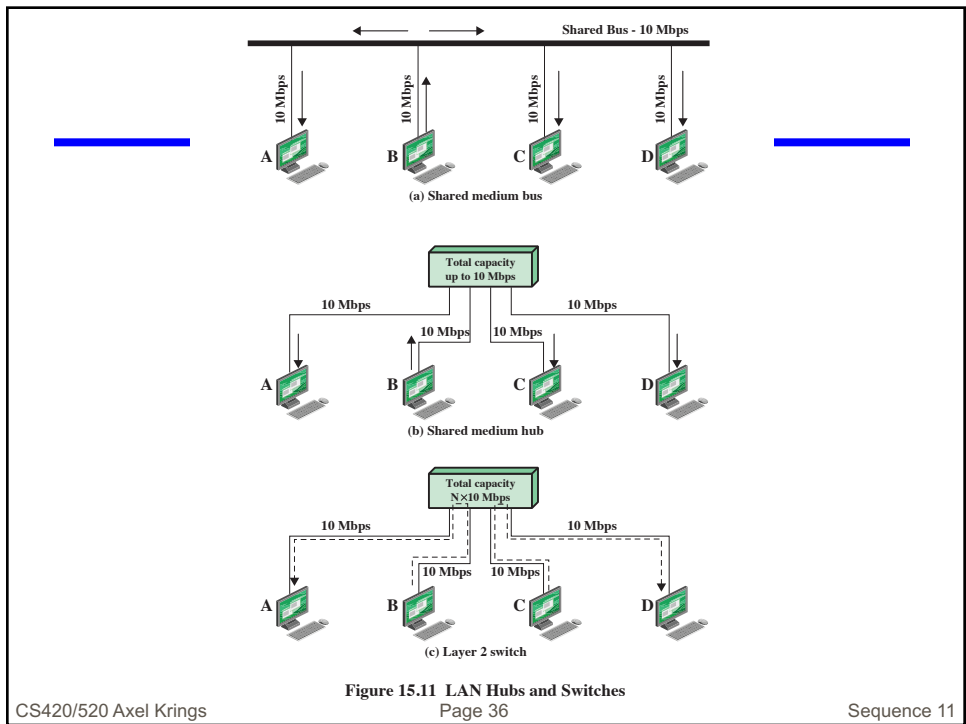 Shared Bus - 10 Mbps
10 Mbps
10 Mbps
10 Mbps
10 Mbps
A
B
C
D
(a) Shared medium bus
Total capacity
up to 10 Mbps
10 Mbps
10 Mbps
10 Mbps
10 Mbps
A
B
C
D
(b) Shared medium hub
Total capacity
N×10 Mbps
10 Mbps
10 Mbps
10 Mbps
10 Mbps
A
B
C
D
(c) Layer 2 switch
Figure 15.11 LAN Hubs and Switches
CS420/520 Axel Krings
Page 36
Sequence 11